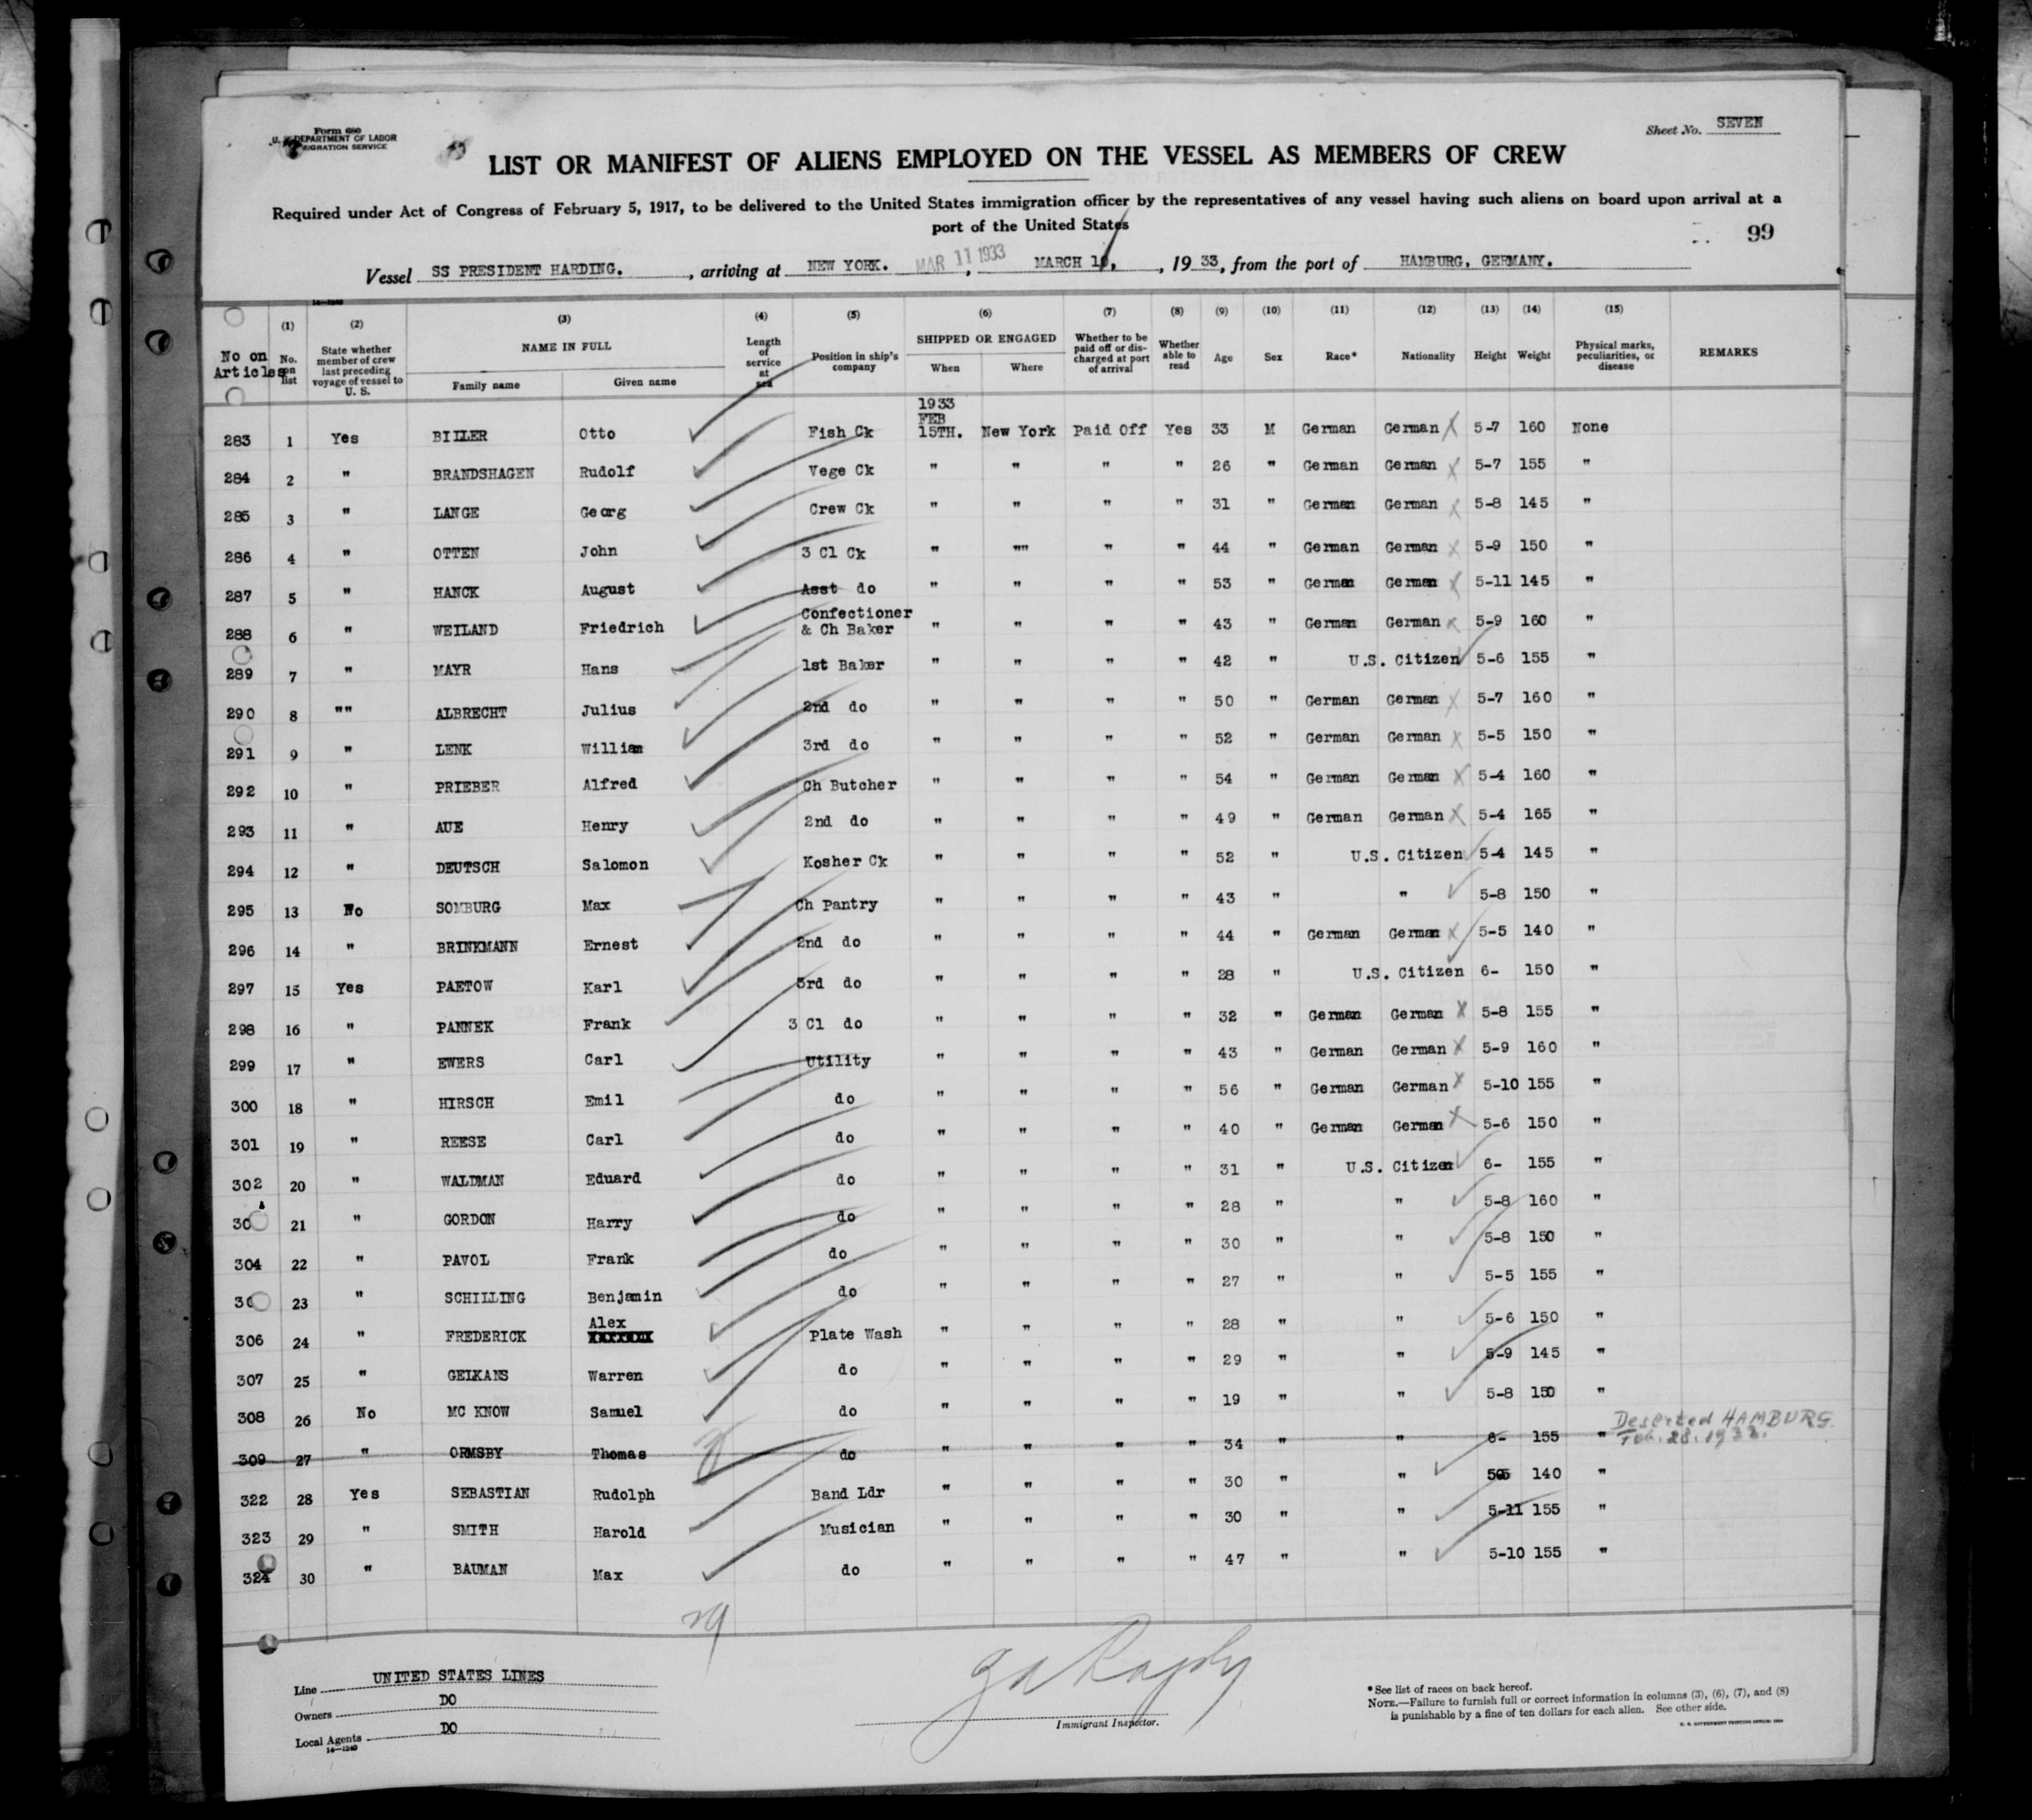 Form 680
U. S. DEPARTMENT OF LABOR
IMMIGRATION SERVICE
Sheet No. SEVEN
LIST OR MANIFEST OF ALIENS EMPLOYED ON THE VESSEL AS MEMBERS OF CREW
Required under Act of Congress of February 5, 1917, to be delivered to the United States immigration officer by the representatives of any vessel having such aliens on board upon arrival at a
port of the United States
99
Vessel SS PRESIDENT HARDING. , arriving at NEW YORK. MAR 11 1933 , MARCH , 1933, from the port of HAMBURG, GERMANY.
14-1240
(1) (2) (3) (4) (5) (6) (7) (8) (9) (10) (11) (12) (13) (14) (15)
No on Articles No. on list State whether member of crew last preceding voyage of vessel to U. S. NAME IN FULL Family name Given name Length of service at sea Position in ship's company SHIPPED OR ENGAGED When Where Whether to be paid off or discharged at port of arrival Whether able to read Age Sex Race* Nationality Height Weight Physical marks, peculiarities, or disease REMARKS
1933
FEB
283 1 Yes BILLER Otto Fish Ck 15TH. New York Paid Off Yes 33 M German German 5-7 160 None
284 2 " BRANDSHAGEN Rudolf Vege Ck " " " " 26 " German German 5-7 155 "
285 3 " LANGE Georg Crew Ck " " " " 31 " German German 5-8 145 "
286 4 " OTTEN John 3 Cl Ck " "" " " 44 " German German 5-9 150 "
287 5 " HANCK August Asst do " " " " 53 " German German 5-11 145 "
288 6 " WEILAND Friedrich Confectioner & Ch Baker " " " " 43 " German German 5-9 160 "
289 7 " MAYR Hans 1st Baker " " " " 42 " U.S. Citizen 5-6 155 "
290 8 "" ALBRECHT Julius 2nd do " " " " 50 " German German 5-7 160 "
291 9 " LENK William 3rd do " " " " 52 " German German 5-5 150 "
292 10 " PRIEBER Alfred Ch Butcher " " " " 54 " German German 5-4 160 "
293 11 " AUE Henry 2nd do " " " " 49 " German German 5-4 165 "
294 12 " DEUTSCH Salomon Kosher Ck " " " " 52 " U.S. Citizen 5-4 145 "
295 13 No SOMBURG Max Ch Pantry " " " " 43 " " 5-8 150 "
296 14 " BRINKMANN Ernest 2nd do " " " " 44 " German German 5-5 140 "
297 15 Yes PAETOW Karl 3rd do " " " " 28 " U.S. Citizen 6- 150 "
298 16 " PANNEK Frank 3 Cl do " " " " 32 " German German 5-8 155 "
299 17 " EWERS Carl Utility " " " " 43 " German German 5-9 160 "
300 18 " HIRSCH Emil do " " " " 56 " German German 5-10 155 "
301 19 " REESE Carl do " " " " 40 " German German 5-6 150 "
302 20 " WALDMAN Eduard do " " " " 31 " U.S. Citizen 6- 155 "
30 21 " GORDON Harry do " " " " 28 " " 5-8 160 "
304 22 " PAVOL Frank do " " " " 30 " " 5-8 150 "
30 23 " SCHILLING Benjamin do " " " " 27 " " 5-5 155 "
306 24 " FREDERICK Alex Plate Wash " " " " 28 " " 5-6 150 "
307 25 " GEIKANS Warren do " " " " 29 " " 5-9 145 "
308 26 No MC KNOW Samuel do " " " " 19 " " 5-8 150 "
309 27 " ORMSBY Thomas do " " " " 34 " " 6- 155 " Deserted HAMBURG
Feb. 28. 1933.
322 28 Yes SEBASTIAN Rudolph Band Ldr " " " " 30 " " 140 "
323 29 " SMITH Harold Musician " " " " 30 " " 5-11 155 "
324 30 " BAUMAN Max do " " " " 47 " " 5-10 155 "
29
Line UNITED STATES LINES
Owners DO
Local Agents DO
14-1240
Immigrant Inspector.
*See list of races on back hereof.
NOTE.—Failure to furnish full or correct information in columns (3), (6), (7), and (8)
is punishable by a fine of ten dollars for each alien. See other side.